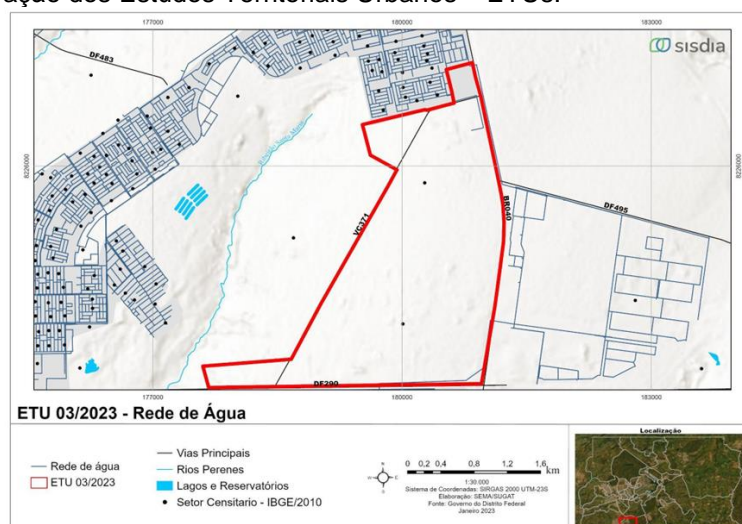 ação dos Estudos Territoriais Urbanos – ETUs.
177000 180000 183000
DF483
sisdia
8226000
8226000
DF495
BR040
VC371
DF290
177000 180000 183000
ETU 03/2023 - Rede de Água
Rede de água
ETU 03/2023
Vias Principais
Rios Perenes
Lagos e Reservatórios
Setor Censitario - IBGE/2010
0 0,2 0,4 0,8 1,2 1,6 km
1:30.000
Sistema de Coordenadas: SIRGAS 2000 UTM-23S
Elaboração: SEMA/SUGAT
Fonte: Governo do Distrito Federal
Janeiro 2023
Localização